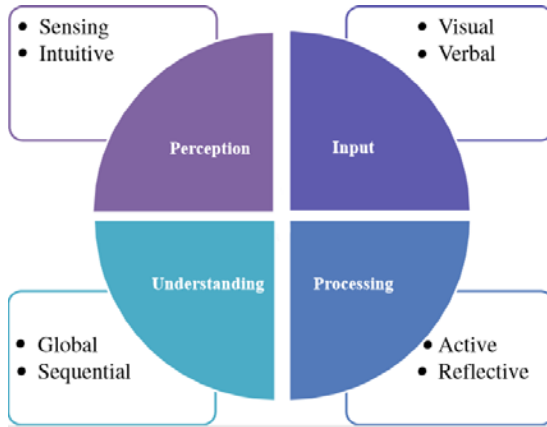 • Sensing
• Intuitive
• Visual
• Verbal
Perception
Input
Understanding
Processing
• Global
• Sequential
• Active
• Reflective